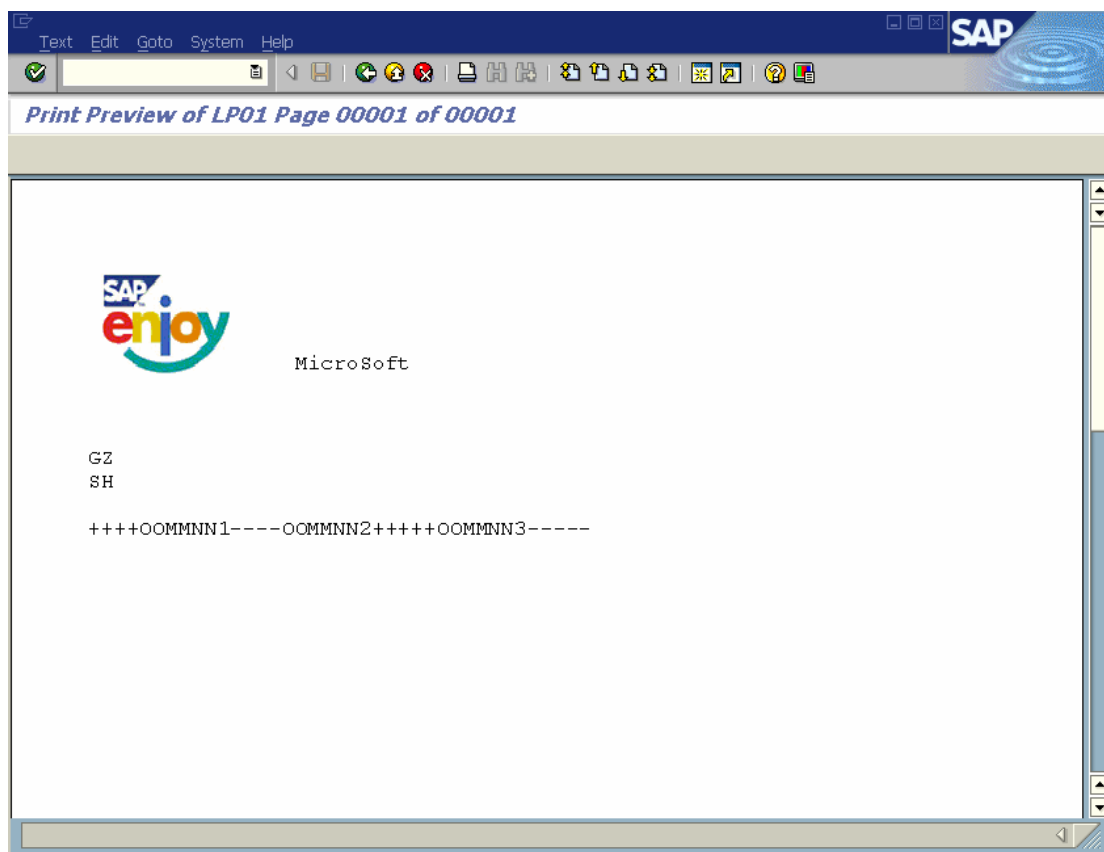 Text Edit Goto System Help
SAP
Print Preview of LP01 Page 00001 of 00001
SAP
enjoy
MicroSoft
GZ
SH
++++OOMMNN1----OOMMNN2+++++OOMMNN3-----